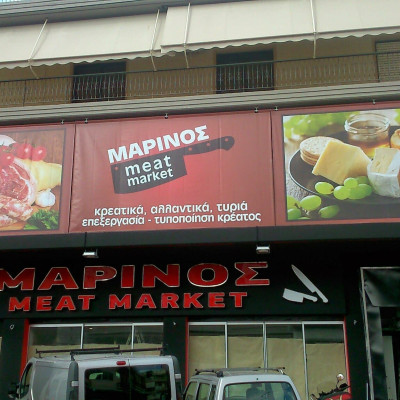 ΜΑΡΙΝΟΣ
meat
market
κρεατικά, αλλαντικά, τυριά
επεξεργασία - τυποποίηση κρέατος
ΜΑΡΙΝΟΣ
MEAT MARKET